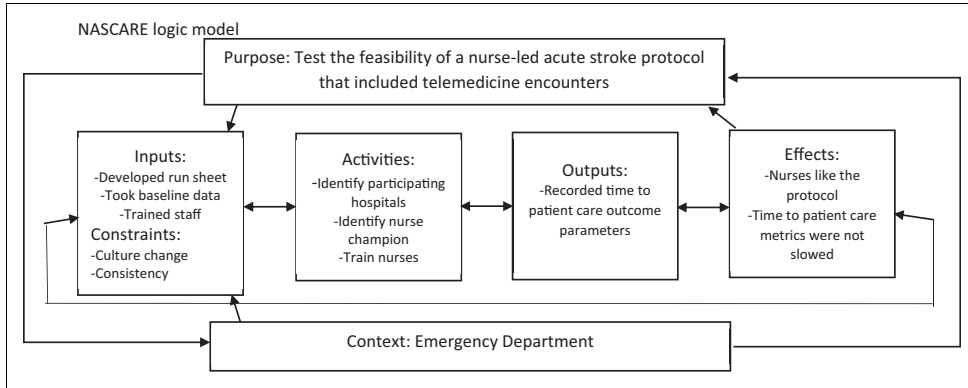 NASCARE logic model
Purpose: Test the feasibility of a nurse-led acute stroke protocol
that included telemedicine encounters
Inputs:
-Developed run sheet
-Took baseline data
-Trained staff
Constraints:
-Culture change
-Consistency
Activities:
-Identify participating
hospitals
-Identify nurse
champion
-Train nurses
Outputs:
-Recorded time to
patient care outcome
parameters
Effects:
-Nurses like the
protocol
-Time to patient care
metrics were not
slowed
Context: Emergency Department